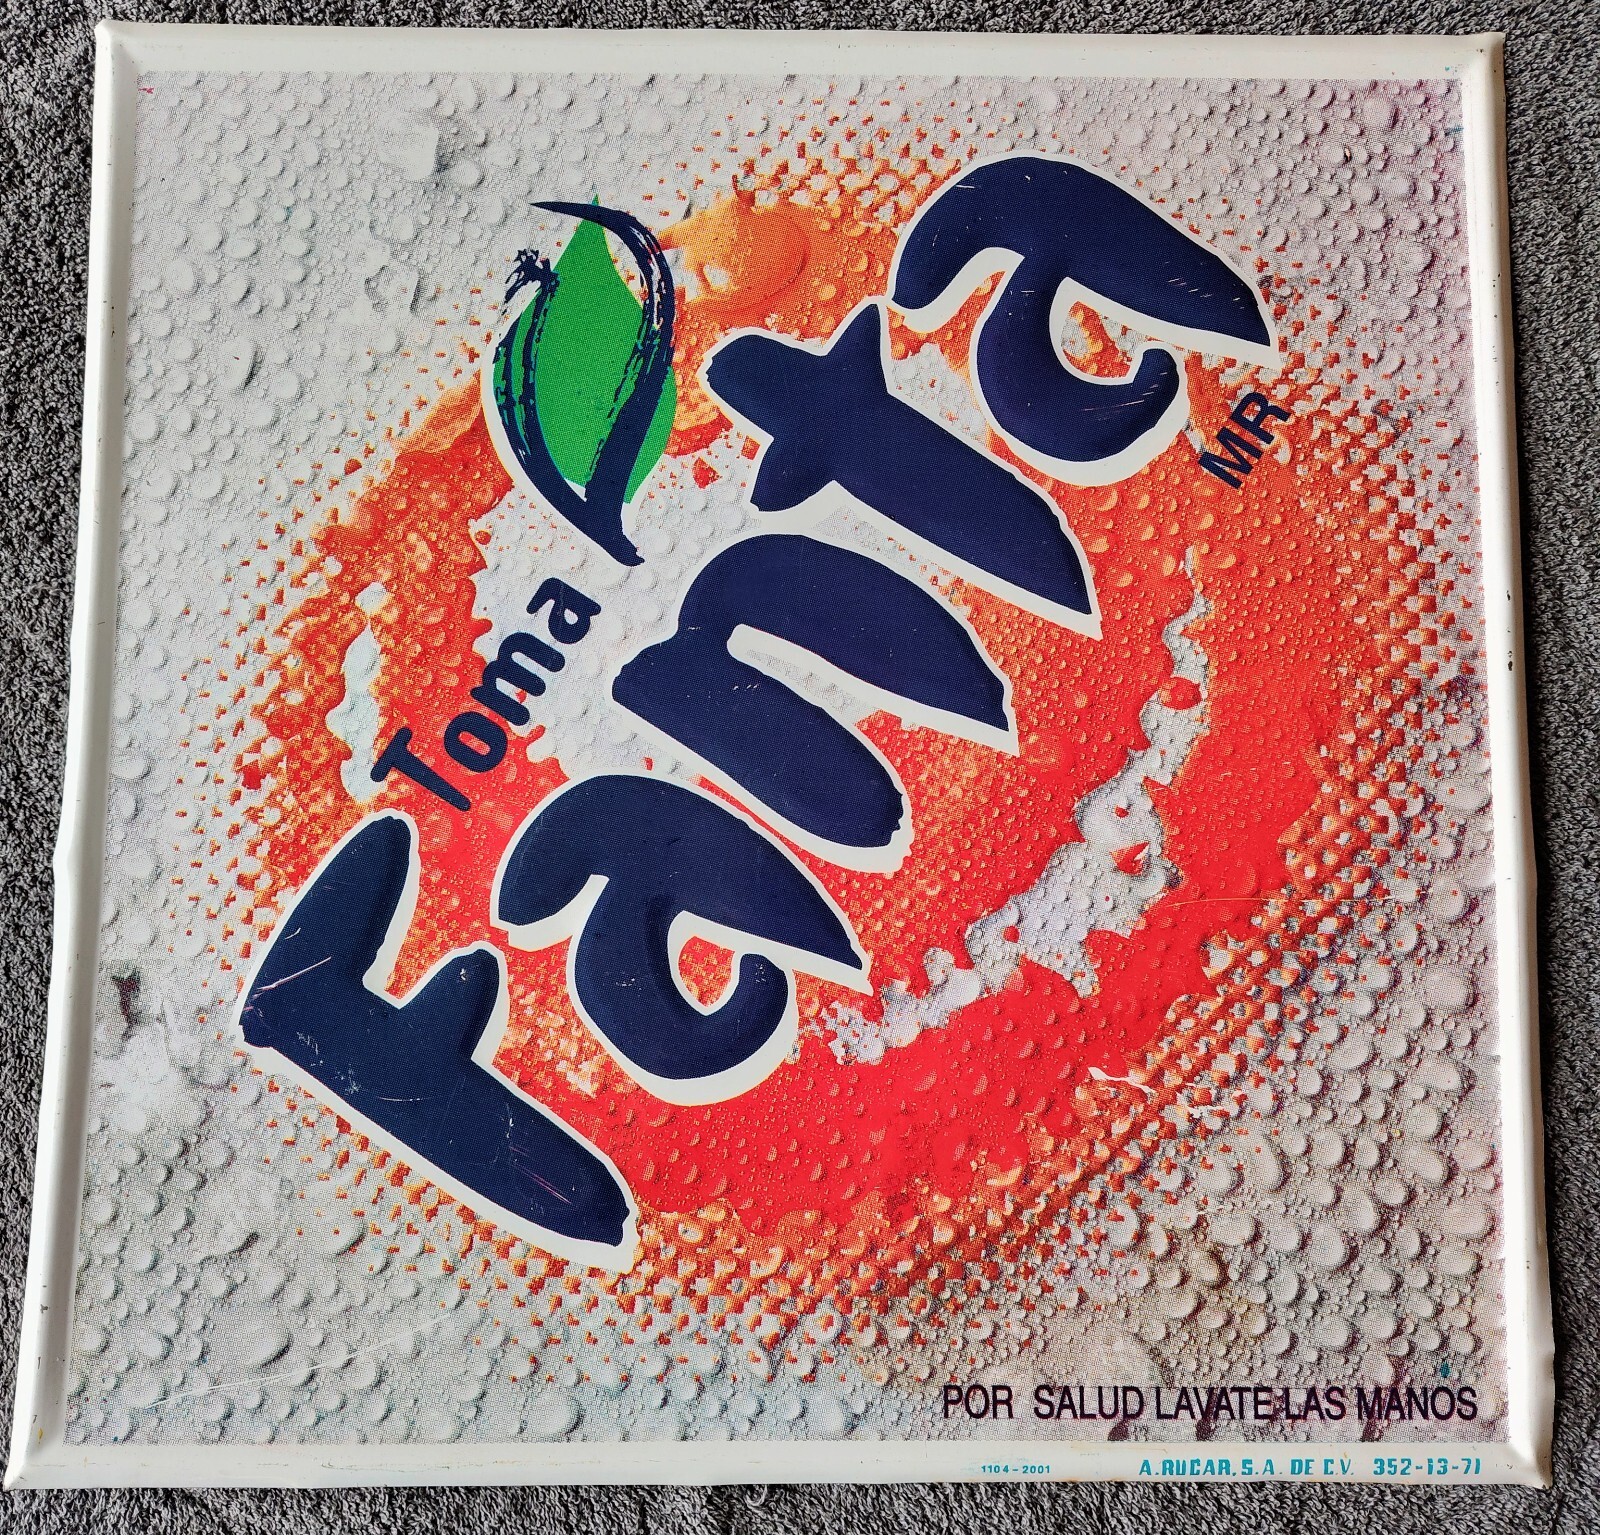 Toma
Fanta
MR
POR SALUD LAVATE LAS MANOS
1104-2001
A.RUCAR, S.A. DE C.V. 352-13-71